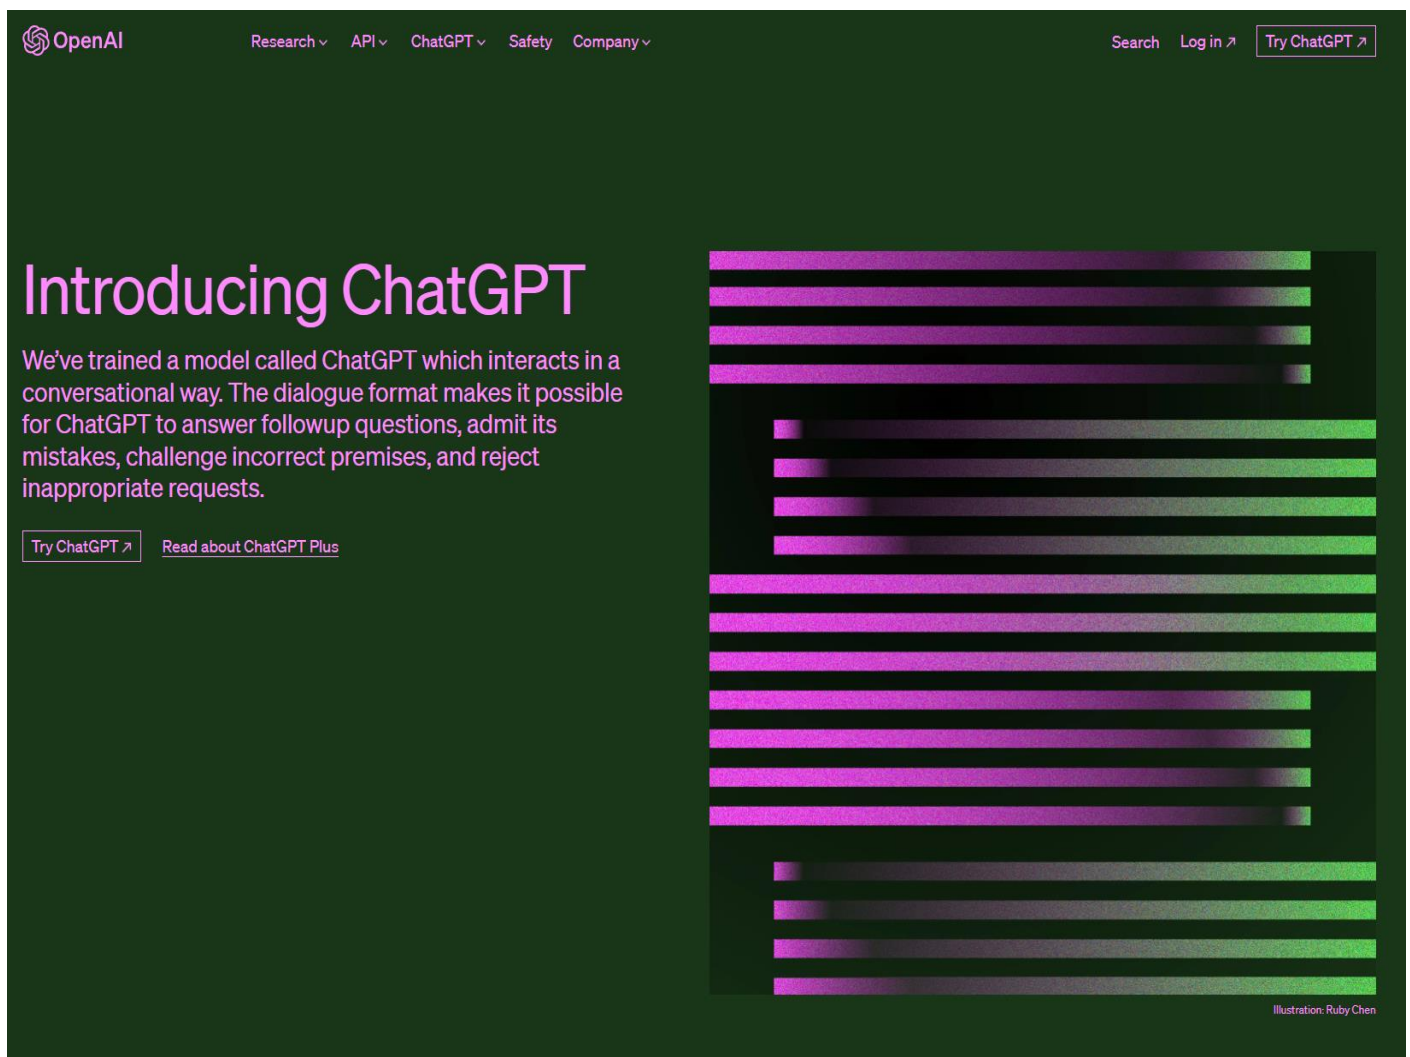 OpenAI
Research
API
ChatGPT
Safety
Company
Search
Log in ↗
Try ChatGPT ↗
Introducing ChatGPT
We’ve trained a model called ChatGPT which interacts in a
conversational way. The dialogue format makes it possible
for ChatGPT to answer followup questions, admit its
mistakes, challenge incorrect premises, and reject
inappropriate requests.
Try ChatGPT ↗
Read about ChatGPT Plus
Illustration: Ruby Chen